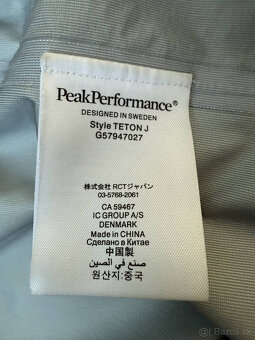 PeakPerformance®
DESIGNED IN SWEDEN
Style TETON J
G57947027
株式会社 RCTジャパン
03-5768-2061
CA 59467
IC GROUP A/S
DENMARK
Made in CHINA
Сделано в Китае
中国製
صنع في الصين
원산지:중국
bazos.sk